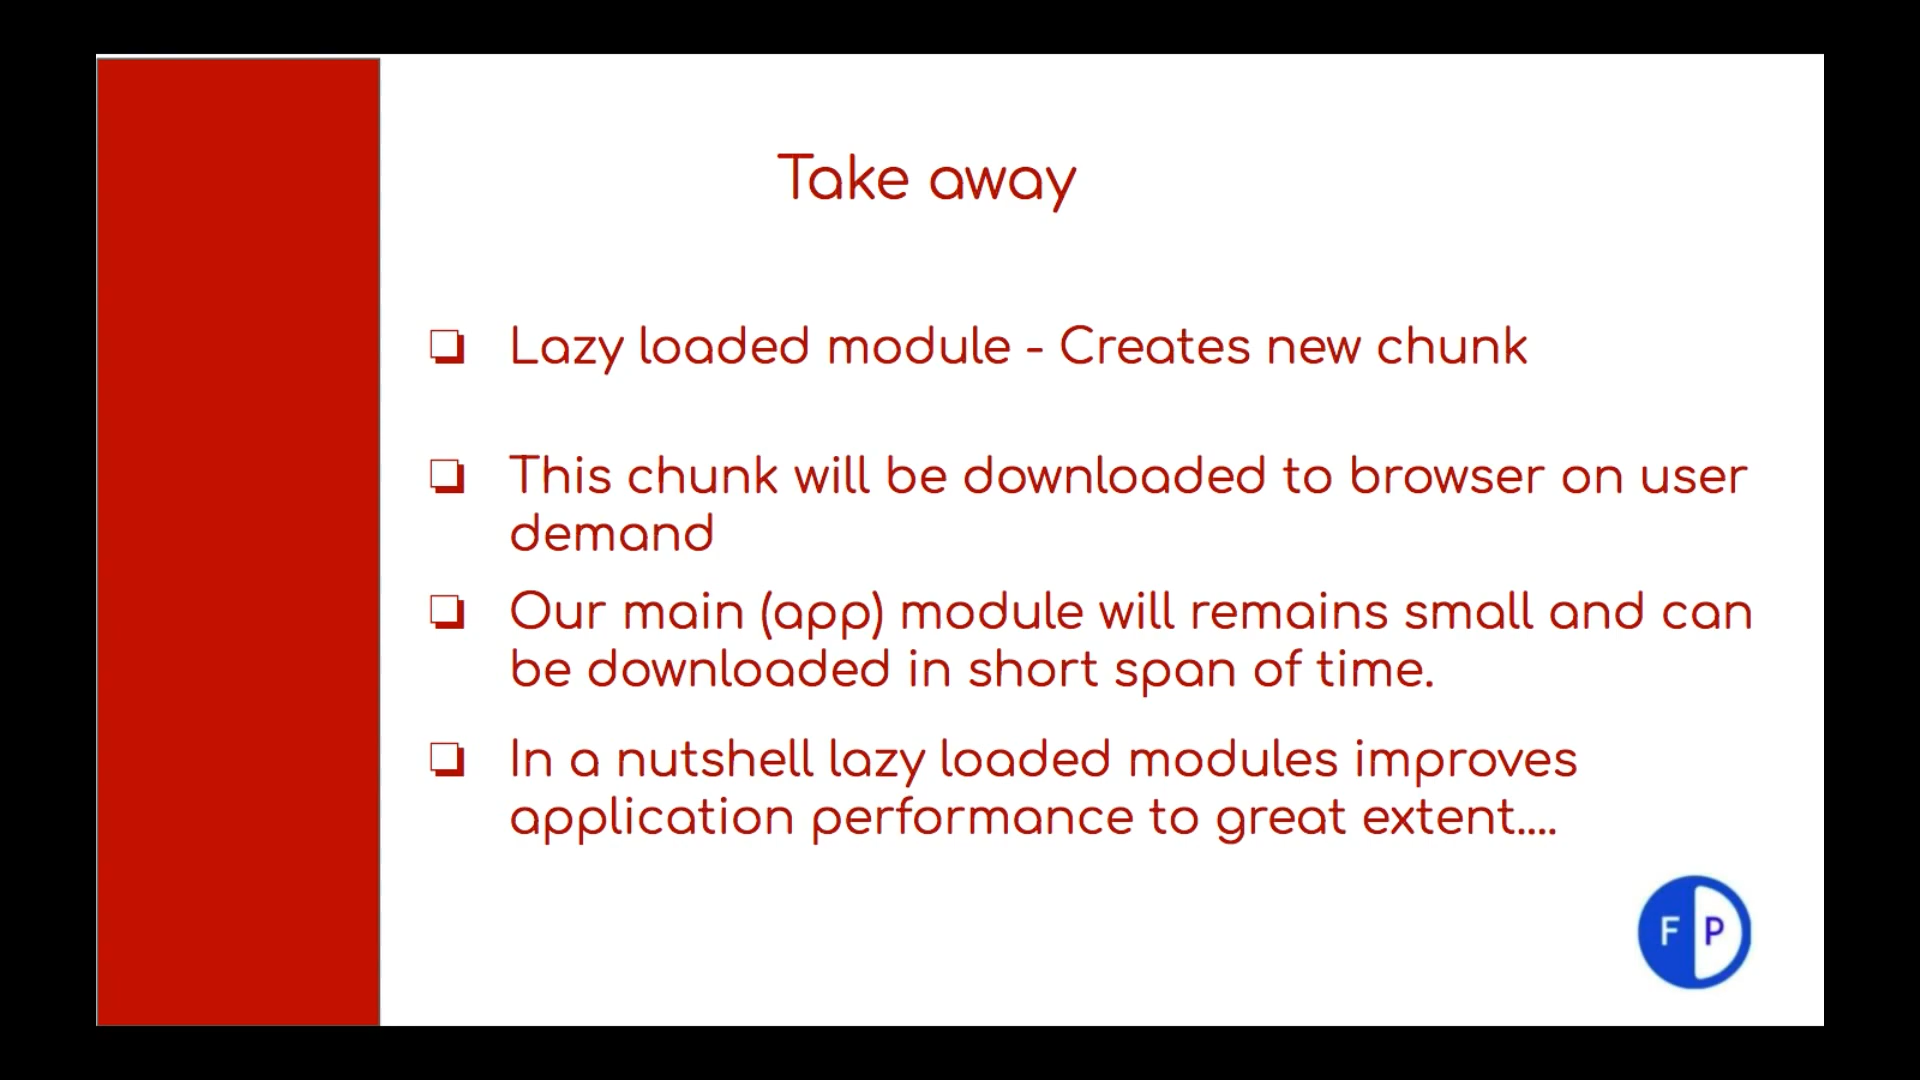 Take away
Lazy loaded module - Creates new chunk
This chunk will be downloaded to browser on user
demand
Our main (app) module will remains small and can
be downloaded in short span of time.
In a nutshell lazy loaded modules improves
application performance to great extent....
F P